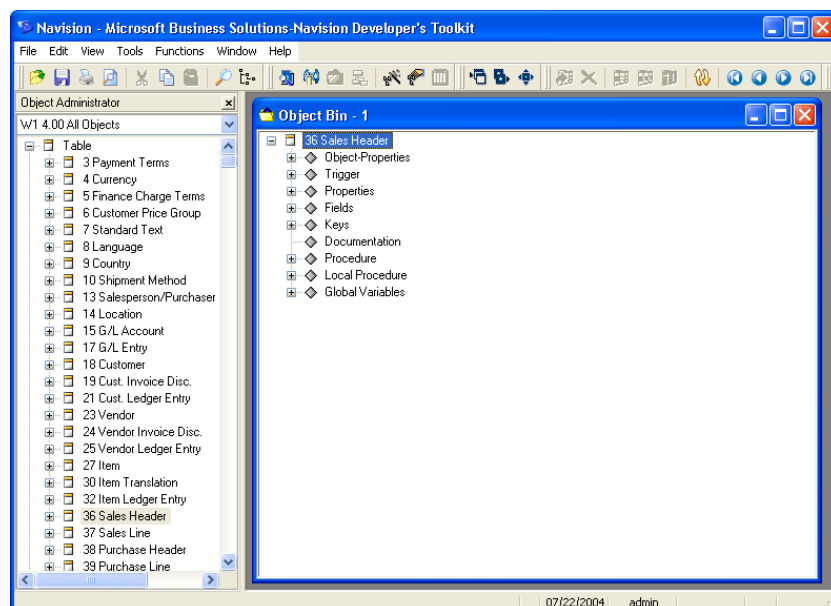 Navision - Microsoft Business Solutions-Navision Developer's Toolkit
File Edit View Tools Functions Window Help
Object Administrator
W1 4.00 All Objects
Table
3 Payment Terms
4 Currency
5 Finance Charge Terms
6 Customer Price Group
7 Standard Text
8 Language
9 Country
10 Shipment Method
13 Salesperson/Purchaser
14 Location
15 G/L Account
17 G/L Entry
18 Customer
19 Cust. Invoice Disc.
21 Cust. Ledger Entry
23 Vendor
24 Vendor Invoice Disc.
25 Vendor Ledger Entry
27 Item
30 Item Translation
32 Item Ledger Entry
36 Sales Header
37 Sales Line
38 Purchase Header
39 Purchase Line
Object Bin - 1
36 Sales Header
Object-Properties
Trigger
Properties
Fields
Keys
Documentation
Procedure
Local Procedure
Global Variables
07/22/2004 admin